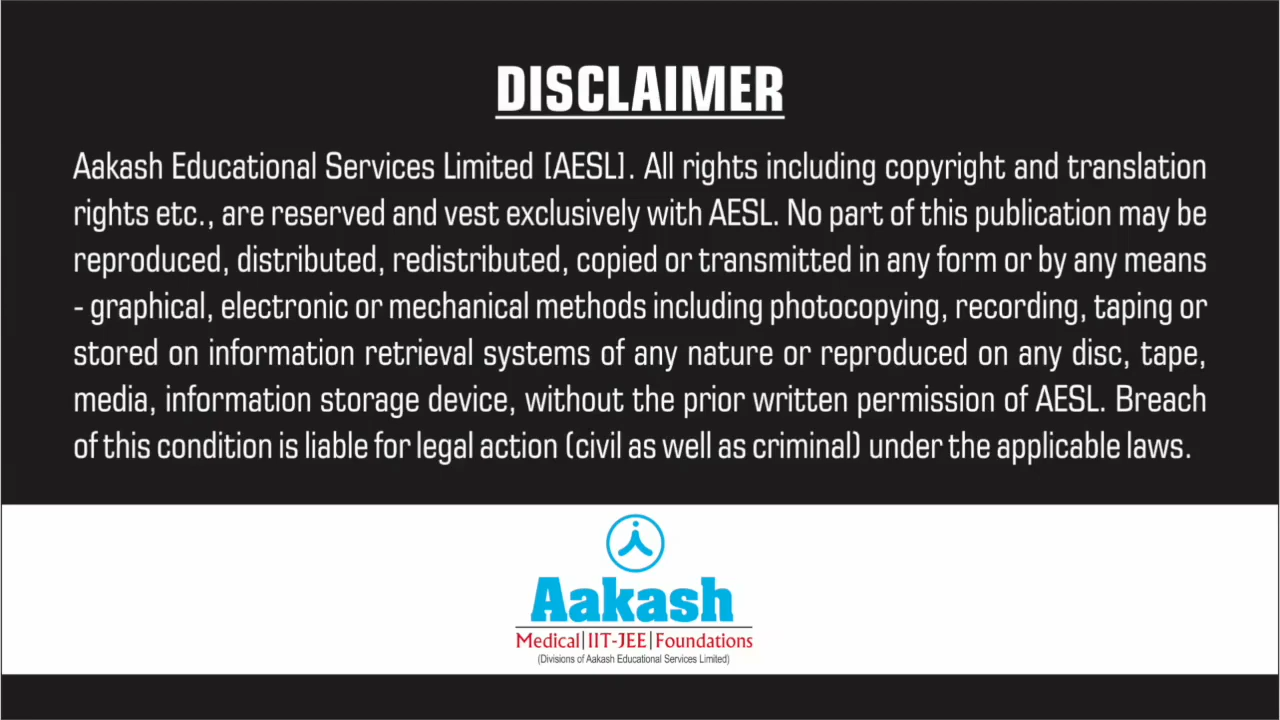 DISCLAIMER
Aakash Educational Services Limited [AESL]. All rights including copyright and translation
rights etc., are reserved and vest exclusively with AESL. No part of this publication may be
reproduced, distributed, redistributed, copied or transmitted in any form or by any means
- graphical, electronic or mechanical methods including photocopying, recording, taping or
stored on information retrieval systems of any nature or reproduced on any disc, tape,
media, information storage device, without the prior written permission of AESL. Breach
of this condition is liable for legal action (civil as well as criminal) under the applicable laws.
Aakash
Medical|IIT-JEE|Foundations
(Divisions of Aakash Educational Services Limited)